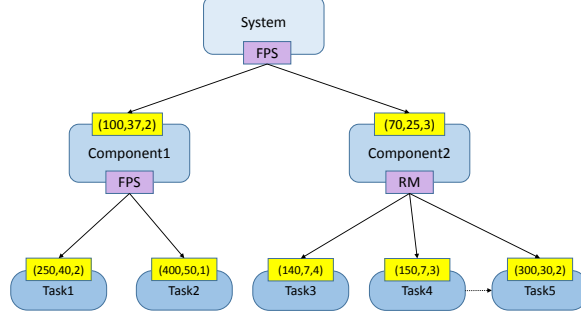 System
FPS
(100,37,2)
(70,25,3)
Component1
Component2
FPS
RM
(250,40,2)
(400,50,1)
(140,7,4)
(150,7,3)
(300,30,2)
Task1
Task2
Task3
Task4
Task5